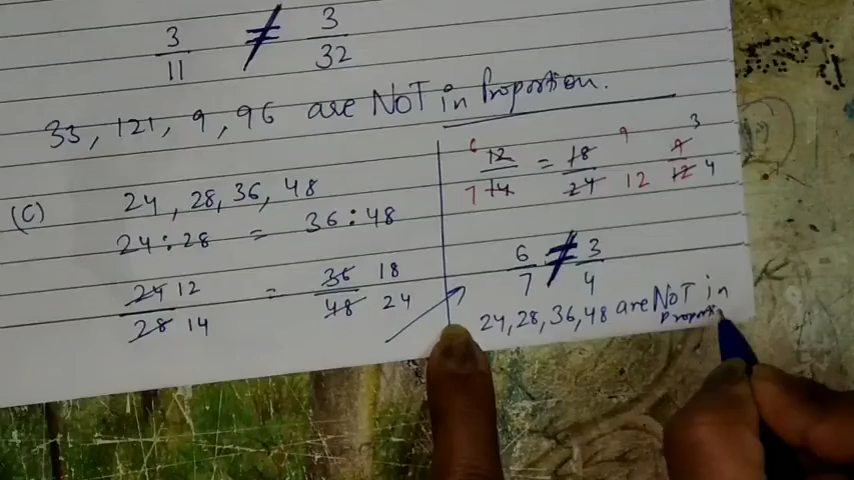 3/11 ≠ 3/32
33, 121, 9, 96 are NOT in Proportion.
(C) 24, 28, 36, 48
24 : 28 = 36 : 48
24/28 12/14 = 36/48 18/24
6/7 12/14 = 18/24 9/12 9/12 3/4
6/7 ≠ 3/4
24, 28, 36, 48 are NOT in
proportion